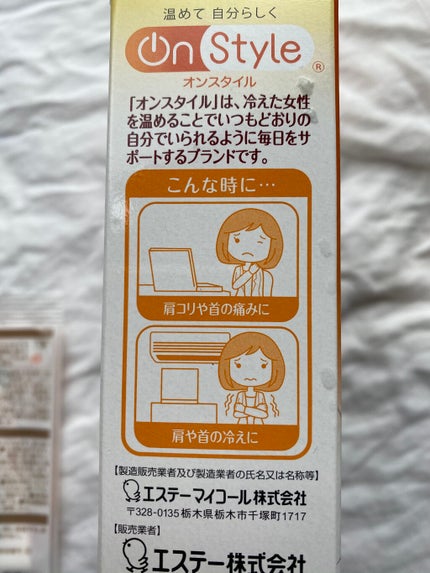 温めて 自分らしく
On Style®
オンスタイル
「オンスタイル」は、冷えた女性
を温めることでいつもどおりの
自分でいられるように毎日をサ
ポートするブランドです。
こんな時に…
肩コリや首の痛みに
肩や首の冷えに
【製造販売業者及び製造業者の氏名又は名称等】
エステーマイコール株式会社
〒328-0135 栃木県栃木市千塚町1717
【販売業者】
エステー株式会社